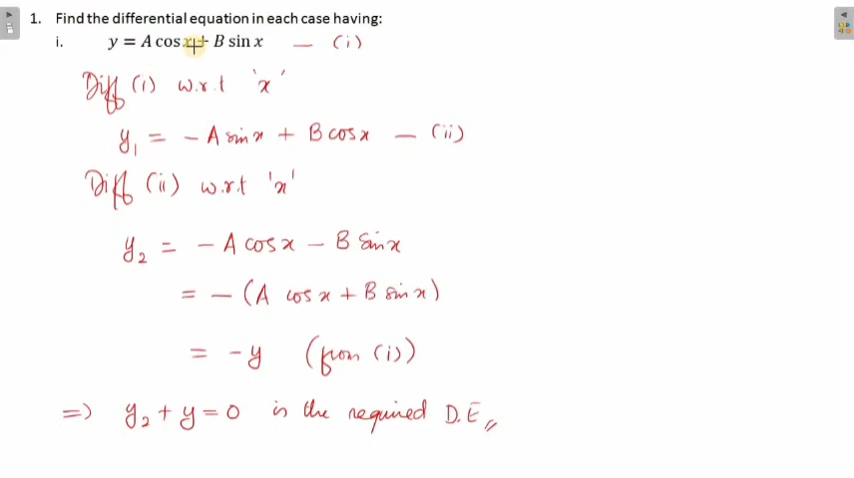 1. Find the differential equation in each case having:
i. y = A cos x + B sin x — (i)
Diff (i) w.r.t 'x'
y₁ = - A sin x + B cos x — (ii)
Diff (ii) w.r.t 'x'
y₂ = - A cos x - B sin x
= - (A cos x + B sin x)
= - y (from (i))
=> y₂ + y = 0 is the required D.E,,